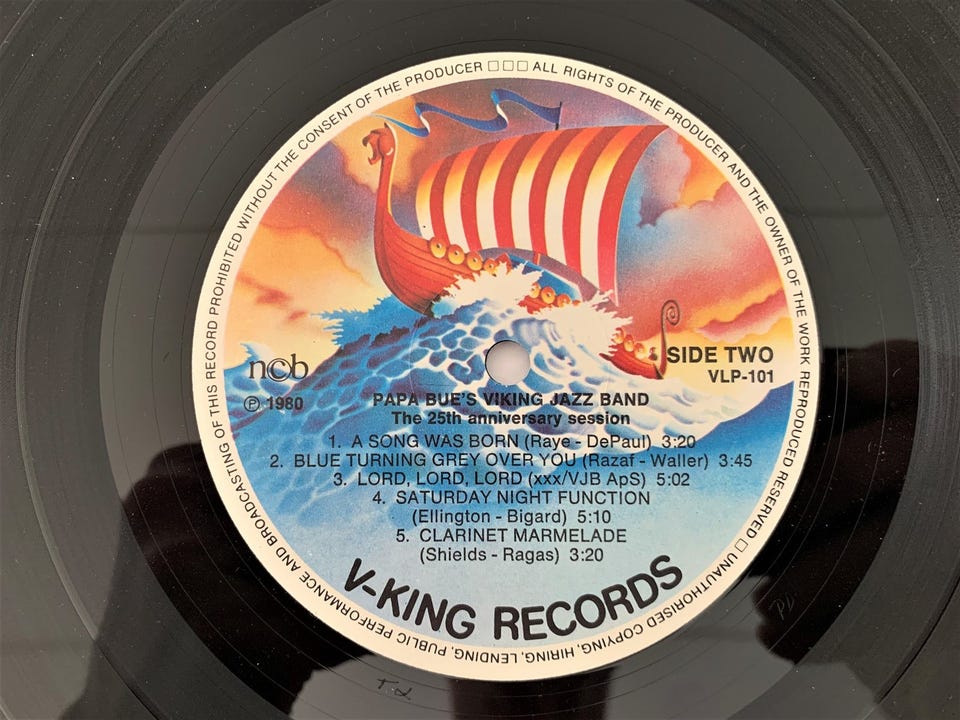 UNAUTHORISED COPYING, HIRING, LENDING, PUBLIC PERFORMANCE AND BROADCASTING OF THIS RECORD PROHIBITED WITHOUT THE CONSENT OF THE PRODUCER □□□ ALL RIGHTS OF THE PRODUCER AND THE OWNER OF THE WORK REPRODUCED RESERVED □
ncb
SIDE TWO
VLP-101
℗ 1980
PAPA BUE'S VIKING JAZZ BAND
The 25th anniversary session
1. A SONG WAS BORN (Raye - DePaul) 3:20
2. BLUE TURNING GREY OVER YOU (Razaf - Waller) 3:45
3. LORD, LORD, LORD (xxx/VJB ApS) 5:02
4. SATURDAY NIGHT FUNCTION
(Ellington - Bigard) 5:10
5. CLARINET MARMELADE
(Shields - Ragas) 3:20
V-KING RECORDS